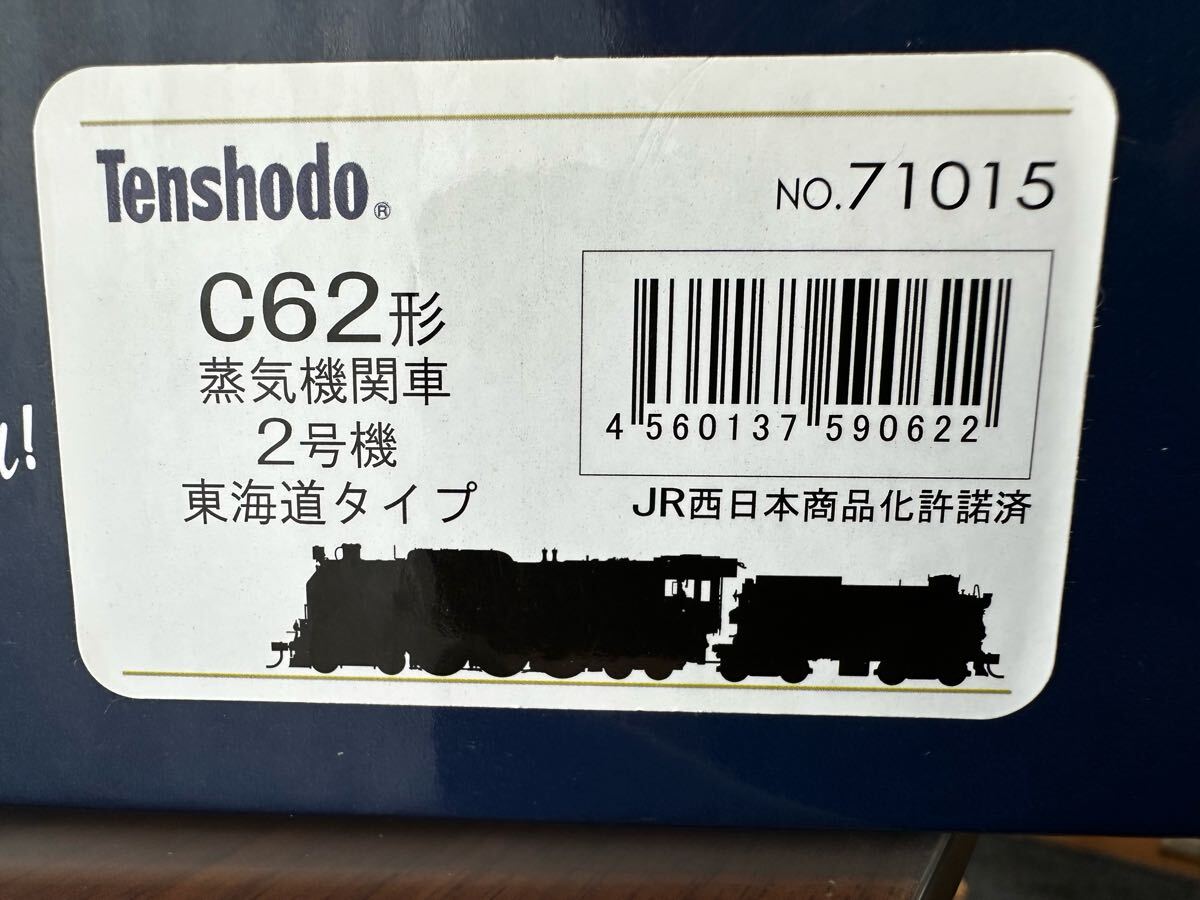 Tenshodo®
NO.71015
C62形
蒸気機関車
2号機
東海道タイプ
4 560137 590622
JR西日本商品化許諾済